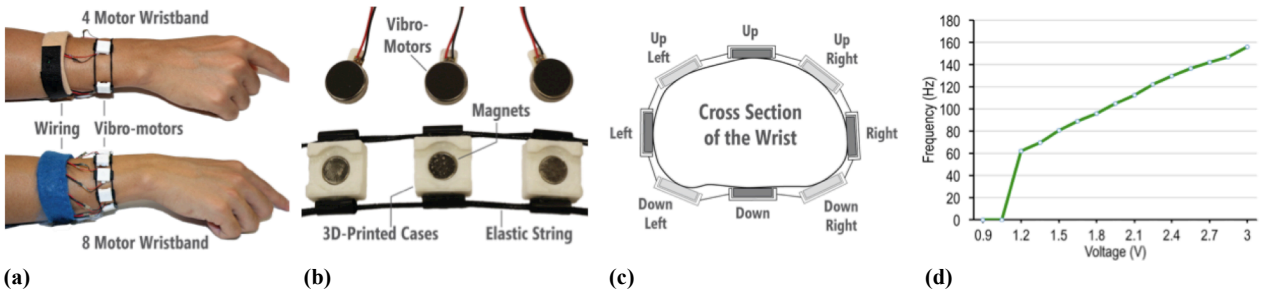 4 Motor Wristband
Wiring
Vibro-motors
8 Motor Wristband
(a)
Vibro-
Motors
Magnets
3D-Printed Cases
Elastic String
(b)
Up
Up
Left
Up
Right
Cross Section
of the Wrist
Left
Right
Down
Left
Down
Down
Right
(c)
Frequency (Hz)
180
160
140
120
100
80
60
40
20
0
0.9
1.2
1.5
1.8
2.1
2.4
2.7
3
Voltage (V)
(d)